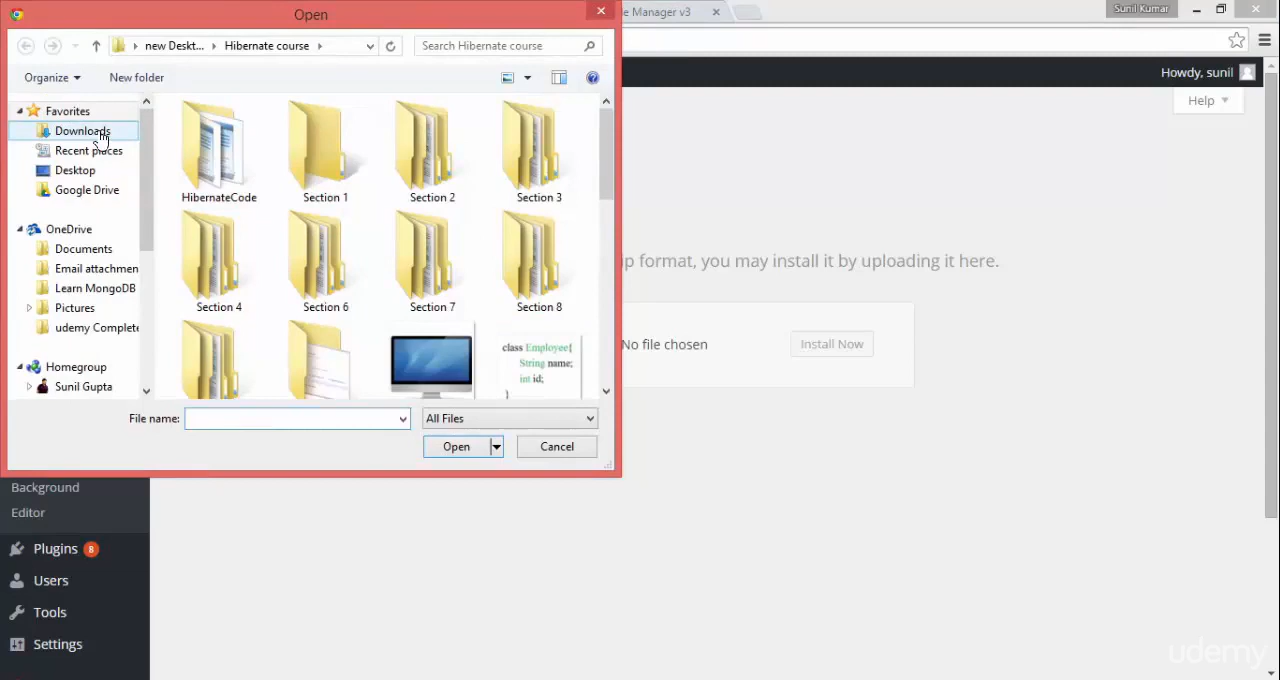 Open
le Manager v3
Sunil Kumar
new Deskt...
Hibernate course
Search Hibernate course
Organize
New folder
Howdy, sunil
Help
Favorites
Downloads
Recent places
Desktop
Google Drive
OneDrive
Documents
Email attachmen
Learn MongoDB
Pictures
udemy Complete
Homegroup
Sunil Gupta
HibernateCode
Section 1
Section 2
Section 3
Section 4
Section 6
Section 7
Section 8
class Employee{
String name;
int id;
}
p format, you may install it by uploading it here.
No file chosen
Install Now
File name:
All Files
Open
Cancel
Background
Editor
Plugins 8
Users
Tools
Settings
udemy